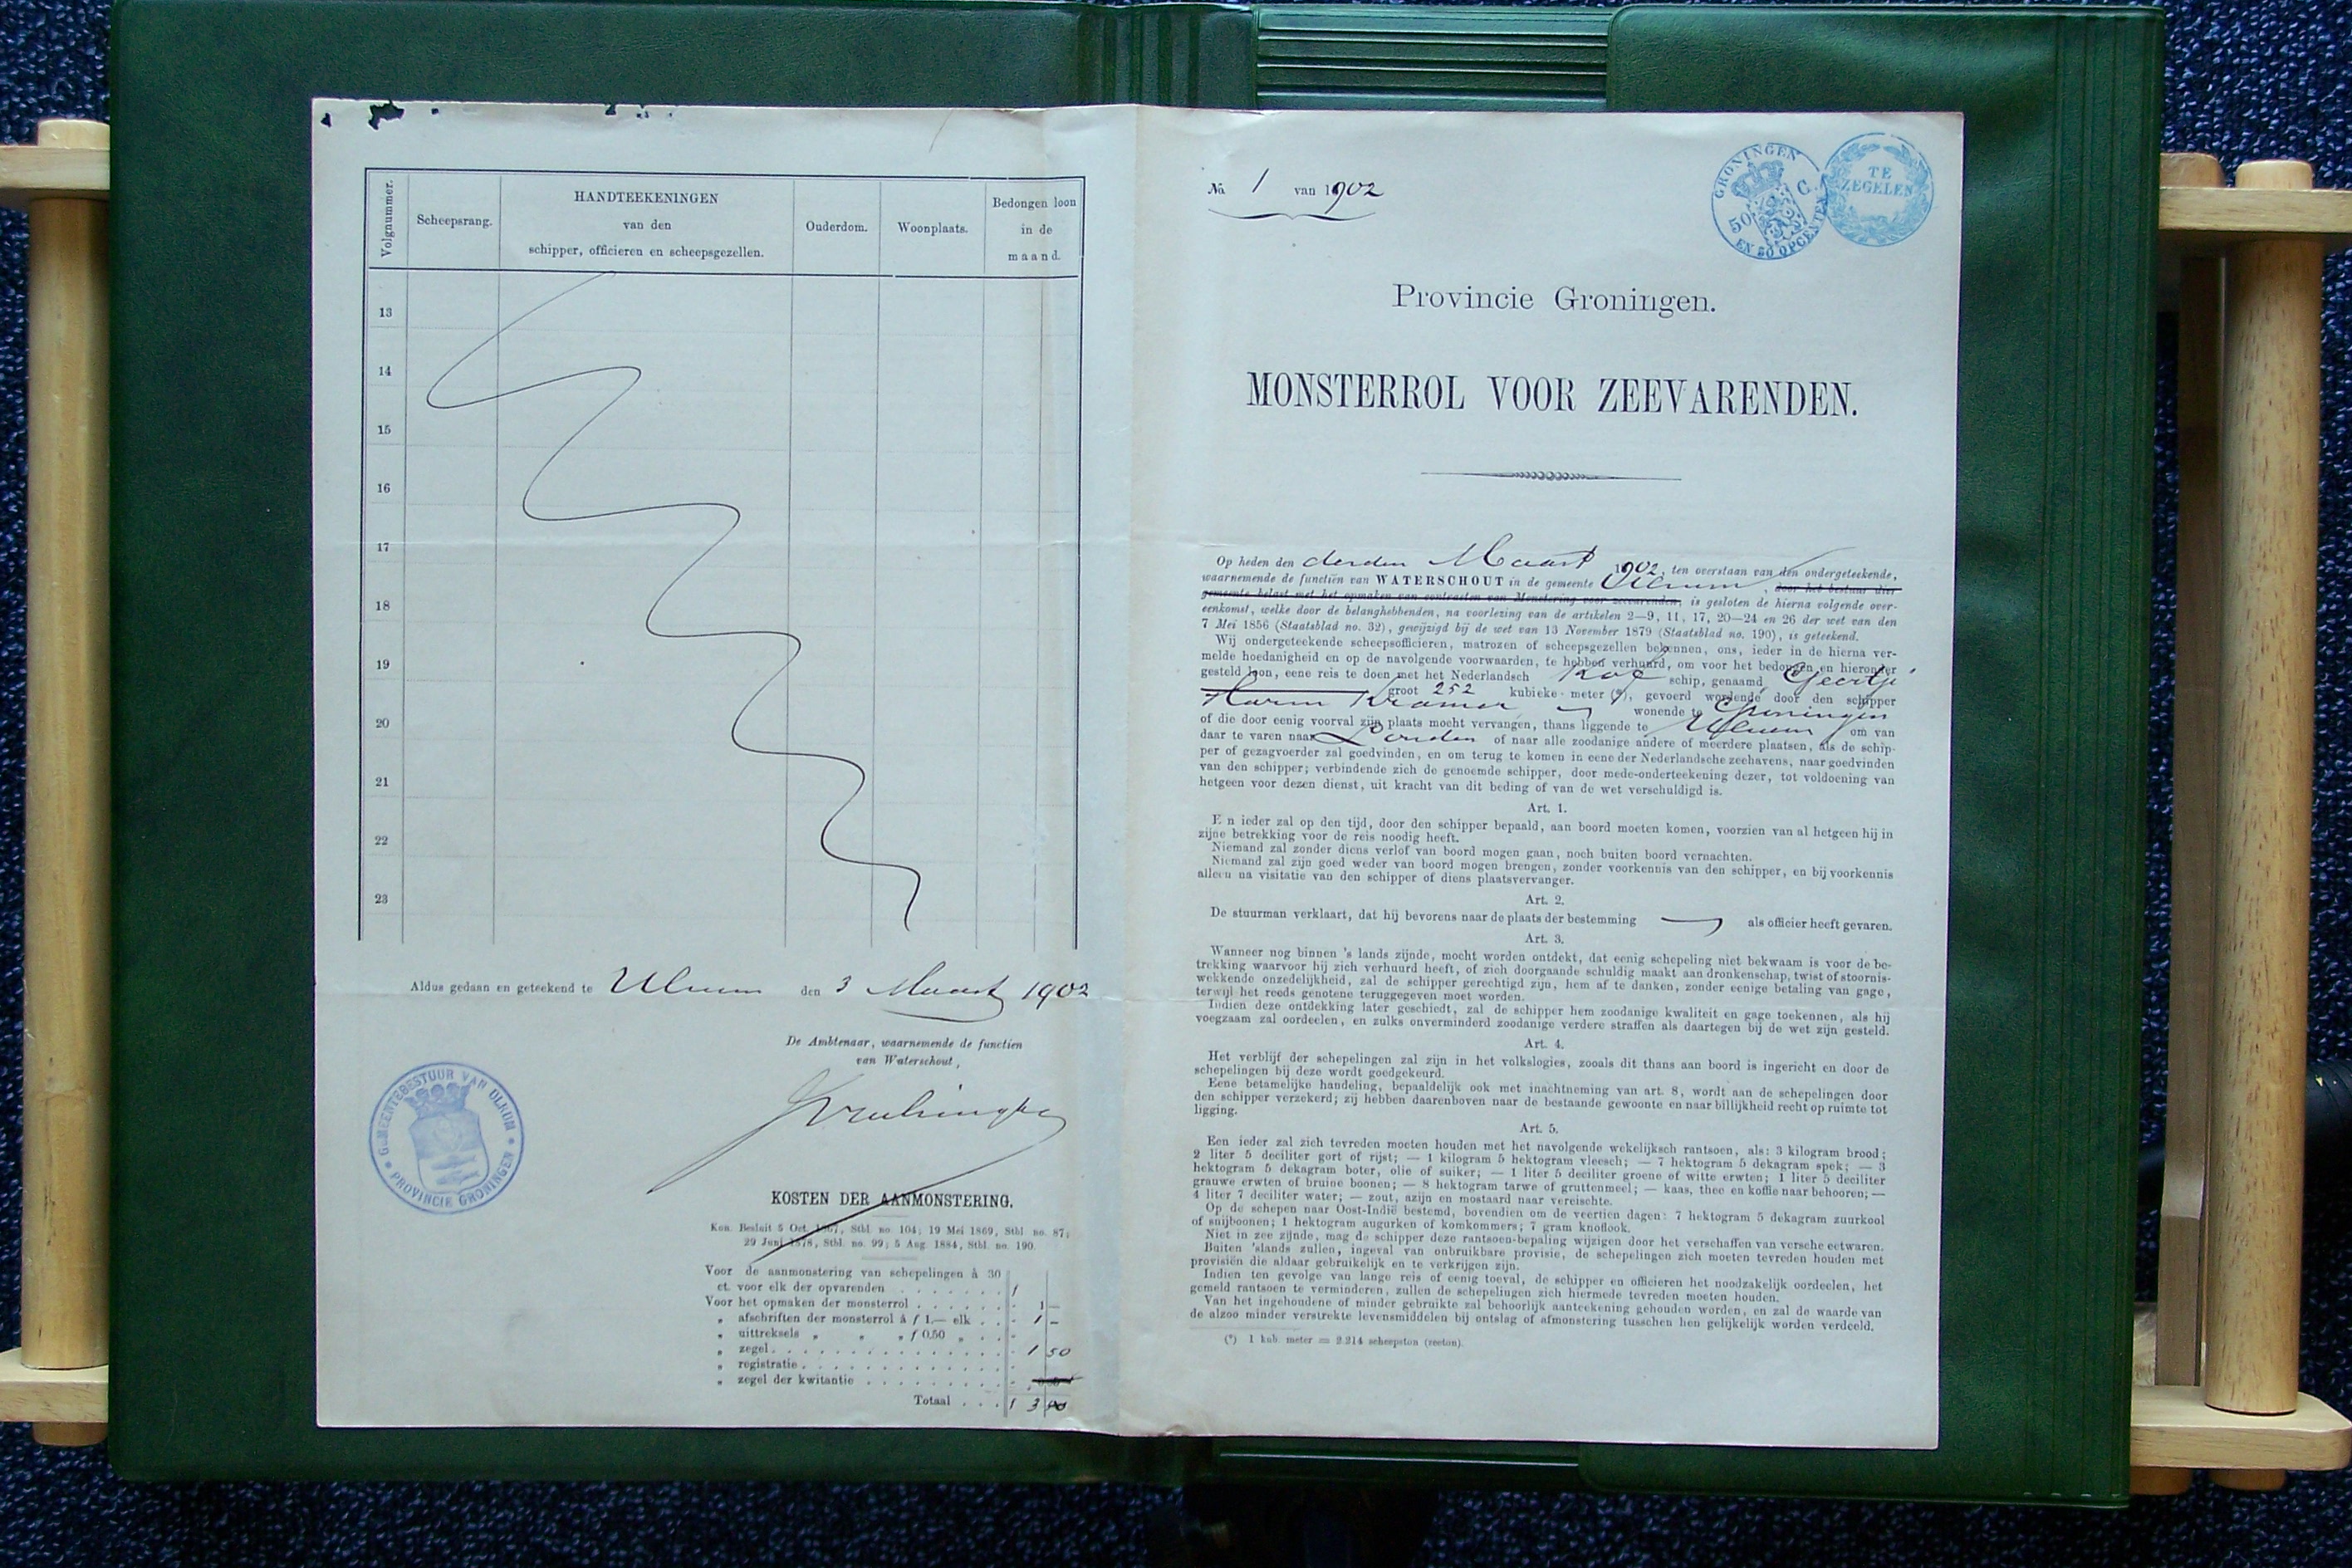 Volgnummer.
Scheepsrang.
HANDTEEKENINGEN
van den
schipper, officieren en scheepsgezellen.
Ouderdom.
Woonplaats.
Bedongen loon
in de
maand.
13
14
15
16
17
18
19
20
21
22
23
Aldus gedaan en geteekend te Ulrum den 3 Maart 1902
De Ambtenaar, waarnemende de functien
van Waterschout,
GEMEENTEBESTUUR VAN ULRUM
PROVINCIE GRONINGEN
KOSTEN DER AANMONSTERING.
Kon. Besluit 5 Oct. 1867, Stbl. no. 104; 19 Mei 1869, Stbl. no. 87;
29 Juni 1878, Stbl. no. 99; 5 Aug. 1884, Stbl. no. 190.
Voor de aanmonstering van schepelingen à 30
ct. voor elk der opvarenden . . . . . . . f
Voor het opmaken der monsterrol . . . . . . - 1 —
„ afschriften der monsterrol à f 1.— elk . . - 1 —
„ uittreksels „ „ „ f 0.50 „ . . -
„ zegel . . . . . . . . . . . . . . . - 1 50
„ registratie . . . . . . . . . . . . . -
„ zegel der kwitantie . . . . . . . . . -
Totaal . . . f 3
No. 1 van 1902
GRONINGEN
50 C.
EN 50 OPCENTEN
TE
ZEGELEN
Provincie Groningen.
MONSTERROL VOOR ZEEVARENDEN.
Op heden den derden Maart 1902, ten overstaan van den ondergeteekende,
waarnemende de functiën van WATERSCHOUT in de gemeente Ulrum, door het bestuur dier
gemeente belast met het opmaken van contracten van Monstering voor zeevarenden, is gesloten de hierna volgende over-
eenkomst, welke door de belanghebbenden, na voorlezing van de artikelen 2—9, 11, 17, 20—24 en 26 der wet van den
7 Mei 1856 (Staatsblad no. 32), gewijzigd bij de wet van 13 November 1879 (Staatsblad no. 190), is geteekend.
Wij ondergeteekende scheepsofficieren, matrozen of scheepsgezellen bekennen, ons, ieder in de hierna ver-
melde hoedanigheid en op de navolgende voorwaarden, te hebben verhuurd, om voor het bedongen en hieronder
gesteld loon, eene reis te doen met het Nederlandsch Kof schip, genaamd Geertje
groot 252 kubieke meter (*), gevoerd wordende door den schipper
Harm Kramer wonende te Groningen
of die door eenig voorval zijn plaats mocht vervangen, thans liggende te Ulrum om van
daar te varen naar Londen of naar alle zoodanige andere of meerdere plaatsen, als de schip-
per of gezagvoerder zal goedvinden, en om terug te komen in eene der Nederlandsche zeehavens, naar goedvinden
van den schipper; verbindende zich de genoemde schipper, door mede-onderteekening dezer, tot voldoening van
hetgeen voor dezen dienst, uit kracht van dit beding of van de wet verschuldigd is.
Art. 1.
E n ieder zal op den tijd, door den schipper bepaald, aan boord moeten komen, voorzien van al hetgeen hij in
zijne betrekking voor de reis noodig heeft.
Niemand zal zonder diens verlof van boord mogen gaan, noch buiten boord vernachten.
Niemand zal zijn goed weder van boord mogen brengen, zonder voorkennis van den schipper, en bij voorkennis
alleen na visitatie van den schipper of diens plaatsvervanger.
Art. 2.
De stuurman verklaart, dat hij bevorens naar de plaats der bestemming — als officier heeft gevaren.
Art. 3.
Wanneer nog binnen 's lands zijnde, mocht worden ontdekt, dat eenig schepeling niet bekwaam is voor de be-
trekking waarvoor hij zich verhuurd heeft, of zich doorgaande schuldig maakt aan dronkenschap, twist of stoornis-
wekkende onzedelijkheid, zal de schipper gerechtigd zijn, hem af te danken, zonder eenige betaling van gage,
terwijl het reeds genotene teruggegeven moet worden.
Indien deze ontdekking later geschiedt, zal de schipper hem zoodanige kwaliteit en gage toekennen, als hij
voegzaam zal oordeelen, en zulks onverminderd zoodanige verdere straffen als daartegen bij de wet zijn gesteld.
Art. 4.
Het verblijf der schepelingen zal zijn in het volkslogies, zooals dit thans aan boord is ingericht en door de
schepelingen bij deze wordt goedgekeurd.
Eene betamelijke handeling, bepaaldelijk ook met inachtneming van art. 8, wordt aan de schepelingen door
den schipper verzekerd; zij hebben daarenboven naar de bestaande gewoonte en naar billijkheid recht op ruimte tot
ligging.
Art. 5.
Een ieder zal zich tevreden moeten houden met het navolgende wekelijksch rantsoen, als: 3 kilogram brood;
2 liter 5 deciliter gort of rijst; — 1 kilogram 5 hektogram vleesch; — 7 hektogram 5 dekagram spek; — 3
hektogram 5 dekagram boter, olie of suiker; — 1 liter 5 deciliter groene of witte erwten; 1 liter 5 deciliter
grauwe erwten of bruine boonen; — 8 hektogram tarwe of gruttenmeel; — kaas, thee en koffie naar behooren; —
4 liter 7 deciliter water; — zout, azijn en mostaard naar vereischte.
Op de schepen naar Oost-Indië bestemd, bovendien om de veertien dagen: 7 hektogram 5 dekagram zuurkool
of snijboonen; 1 hektogram augurken of komkommers; 7 gram knoflook.
Niet in zee zijnde, mag de schipper deze rantsoen-bepaling wijzigen door het verschaffen van versche eetwaren.
Buiten 'slands zullen, ingeval van onbruikbare provisie, de schepelingen zich moeten tevreden houden met
provisiën die aldaar gebruikelijk en te verkrijgen zijn.
Indien ten gevolge van lange reis of eenig toeval, de schipper en officieren het noodzakelijk oordeelen, het
gemeld rantsoen te verminderen, zullen de schepelingen zich hiermede tevreden moeten houden.
Van het ingehoudene of minder gebruikte zal behoorlijk aanteekening gehouden worden, en zal de waarde van
de alzoo minder verstrekte levensmiddelen bij ontslag of afmonstering tusschen hen gelijkelijk worden verdeeld.
(*) 1 kub. meter = 2.214 scheepston (reeton).